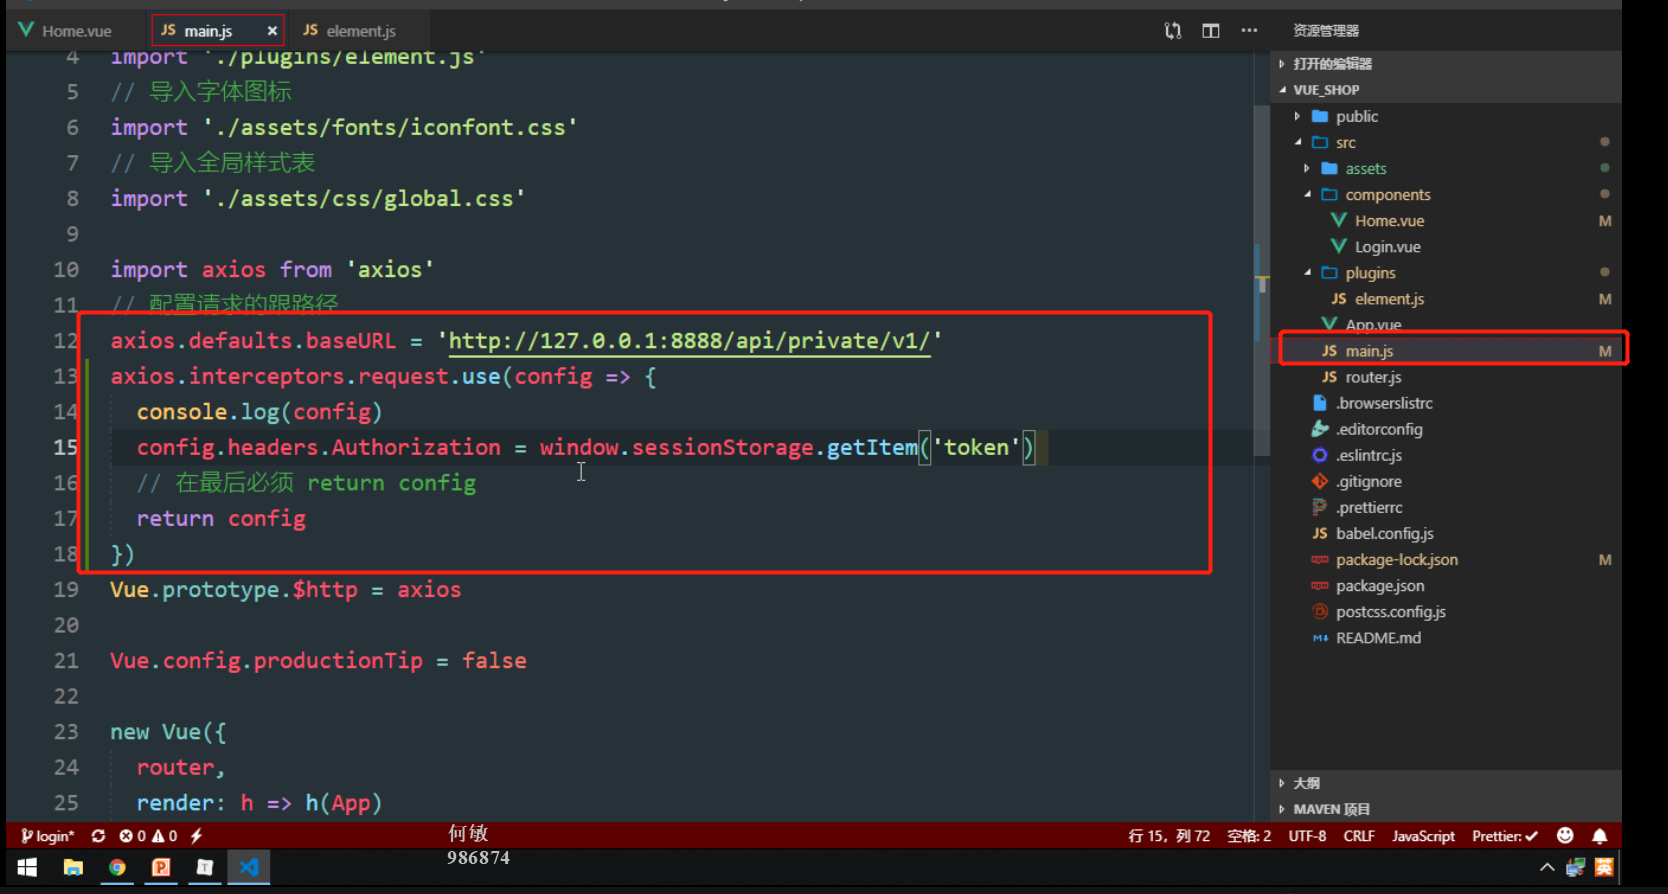 Home.vue
JS main.js ×
JS element.js
资源管理器
4 import './plugins/element.js'
5 // 导入字体图标
6 import './assets/fonts/iconfont.css'
7 // 导入全局样式表
8 import './assets/css/global.css'
9
10 import axios from 'axios'
11 // 配置请求的跟路径
12 axios.defaults.baseURL = 'http://127.0.0.1:8888/api/private/v1/'
13 axios.interceptors.request.use(config => {
14 console.log(config)
15 config.headers.Authorization = window.sessionStorage.getItem('token')
16 // 在最后必须 return config
17 return config
18 })
19 Vue.prototype.$http = axios
20
21 Vue.config.productionTip = false
22
23 new Vue({
24 router,
25 render: h => h(App)
打开的编辑器
VUE_SHOP
public
src
assets
components
Home.vue M
Login.vue
plugins
JS element.js M
App.vue
JS main.js M
JS router.js
.browserslistrc
.editorconfig
.eslintrc.js
.gitignore
.prettierrc
JS babel.config.js
package-lock.json M
package.json
postcss.config.js
README.md
大纲
MAVEN 项目
login* 0 0
何敏
986874
行 15，列 72 空格: 2 UTF-8 CRLF JavaScript Prettier: ✓
英